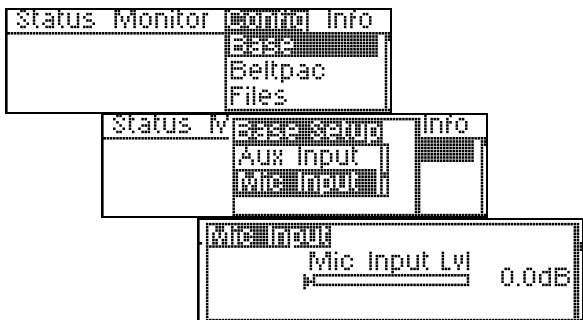 Status Monitor Config Info
Base
Beltpac
Files
Status M Base Setup Info
Aux Input
Mic Input
Mic Input
Mic Input Lvl
0.0dB